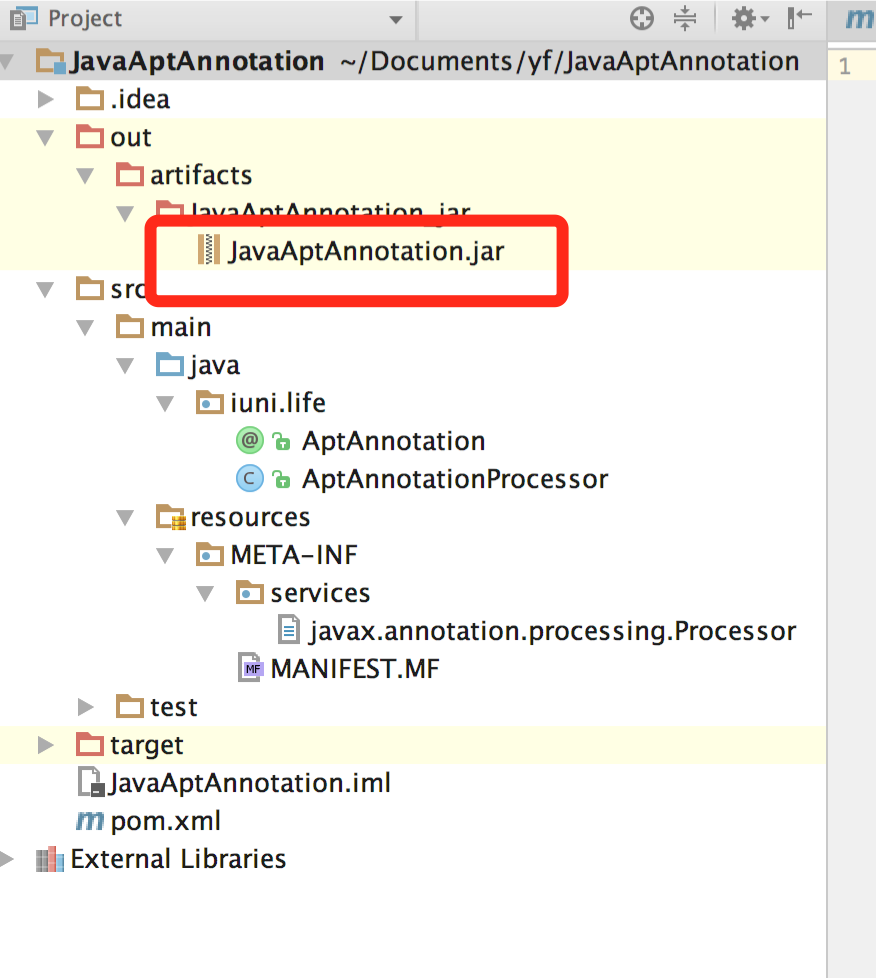 Project
JavaAptAnnotation ~/Documents/yf/JavaAptAnnotation
1
.idea
out
artifacts
JavaAptAnnotation_jar
JavaAptAnnotation.jar
src
main
java
iuni.life
@ AptAnnotation
C AptAnnotationProcessor
resources
META-INF
services
javax.annotation.processing.Processor
MF MANIFEST.MF
test
target
JavaAptAnnotation.iml
m pom.xml
External Libraries